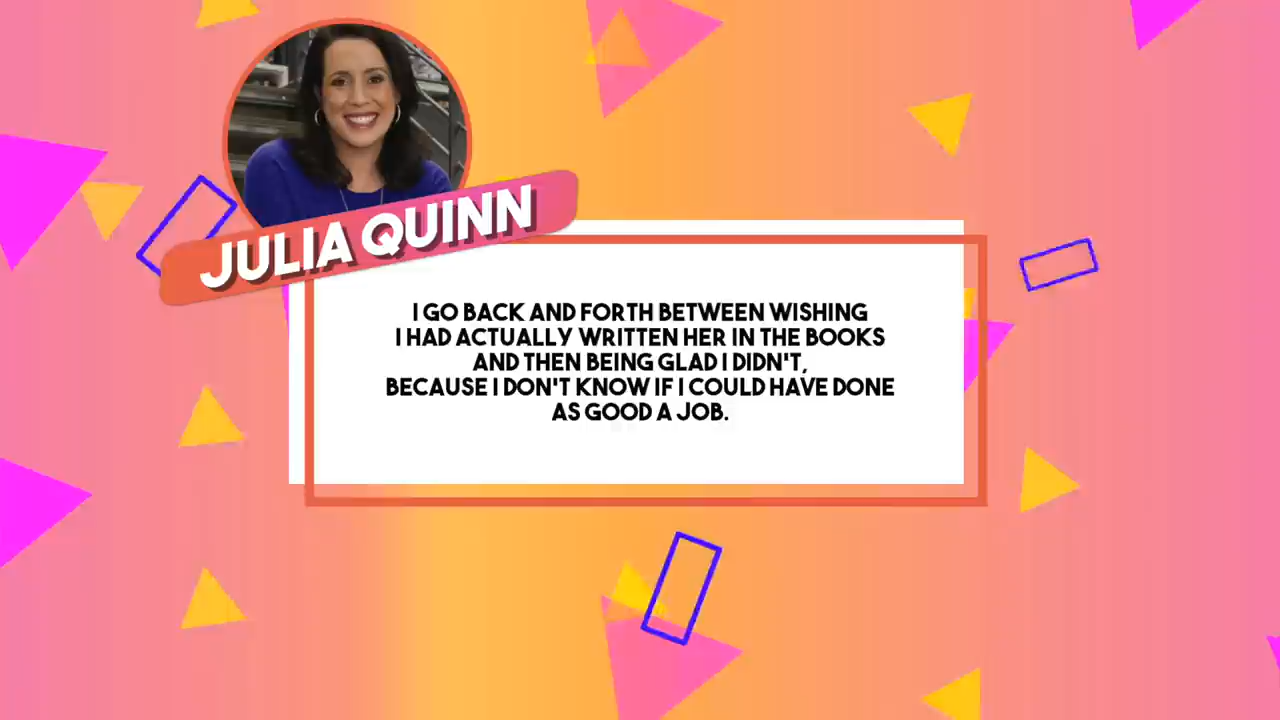 JULIA QUINN
I GO BACK AND FORTH BETWEEN WISHING
I HAD ACTUALLY WRITTEN HER IN THE BOOKS
AND THEN BEING GLAD I DIDN'T,
BECAUSE I DON'T KNOW IF I COULD HAVE DONE
AS GOOD A JOB.